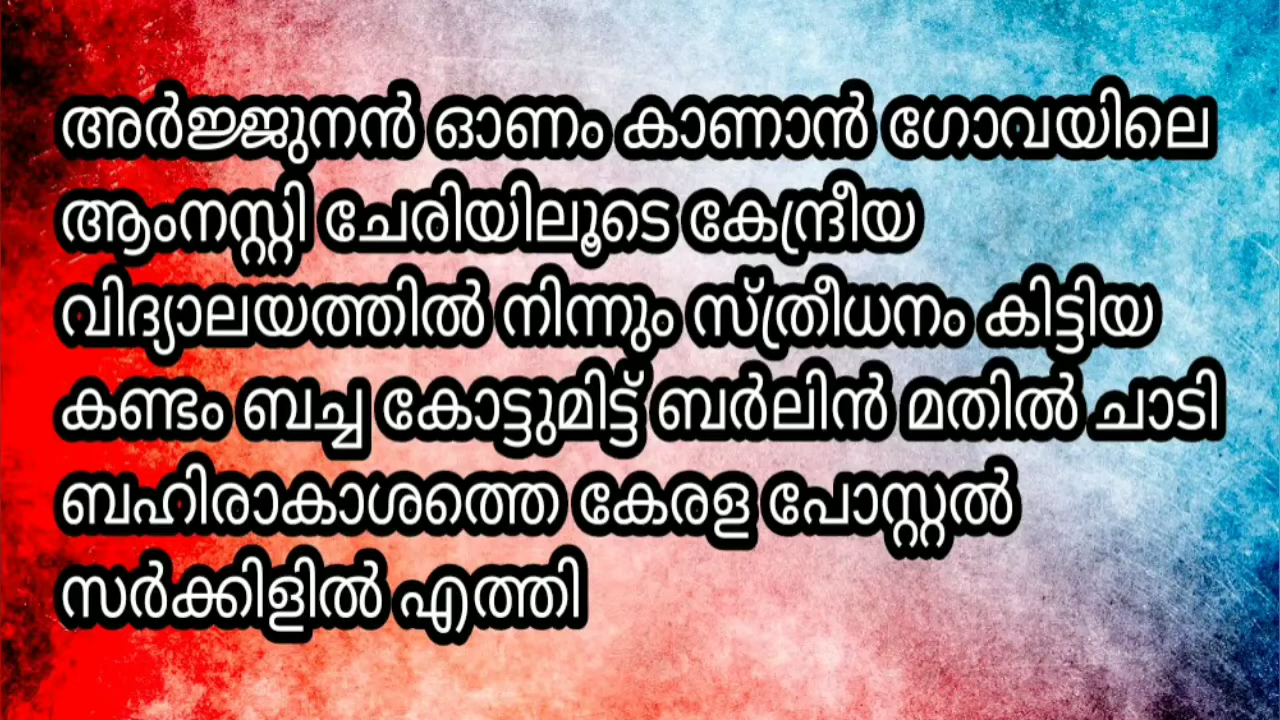 അർജ്ജുനൻ ഓണം കാണാൻ ഗോവയിലെ
ആംനസ്റ്റി ചേരിയിലൂടെ കേന്ദ്രീയ
വിദ്യാലയത്തിൽ നിന്നും സ്ത്രീധനം കിട്ടിയ
കണ്ടം ബച്ച കോട്ടുമിട്ട് ബർലിൻ മതിൽ ചാടി
ബഹിരാകാശത്തെ കേരള പോസ്റ്റൽ
സർക്കിളിൽ എത്തി